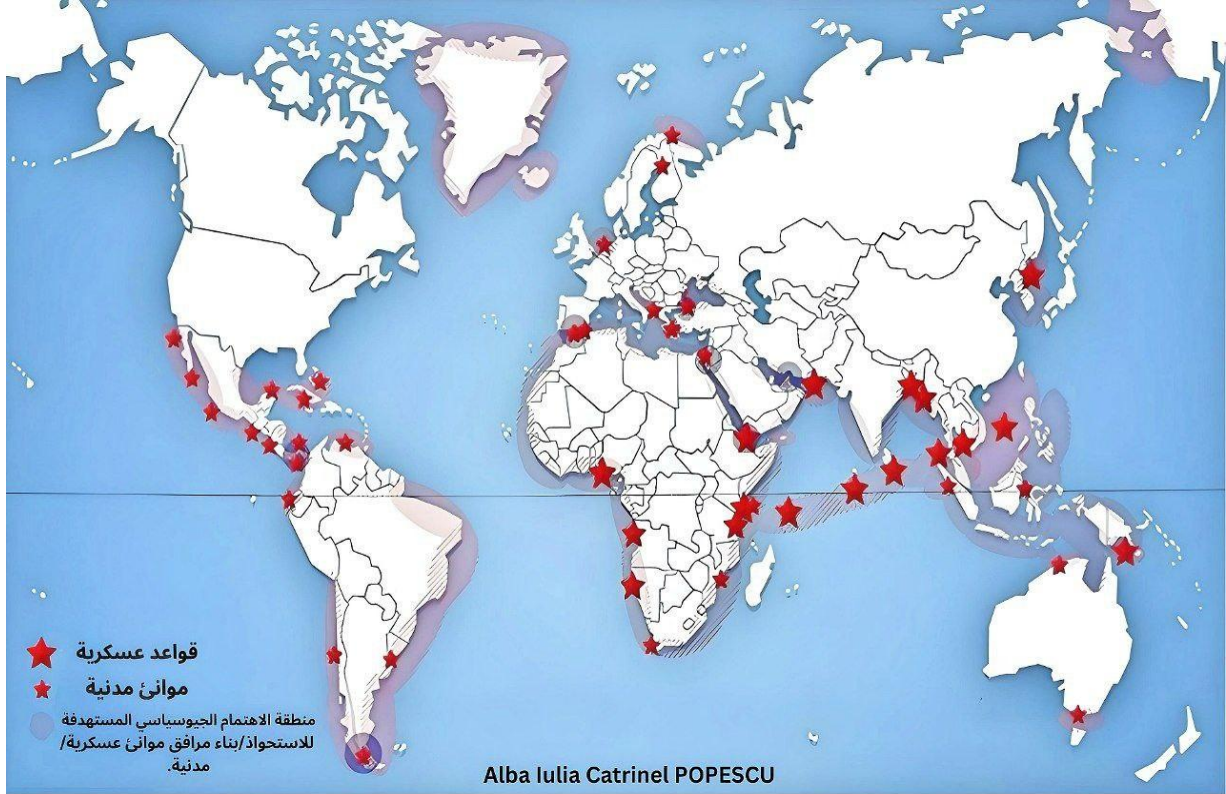 قواعد عسكرية
موانئ مدنية
منطقة الاهتمام الجيوسياسي المستهدفة
للاستحواذ/بناء مرافق موانئ عسكرية/
مدنية.
Alba Iulia Catrinel POPESCU